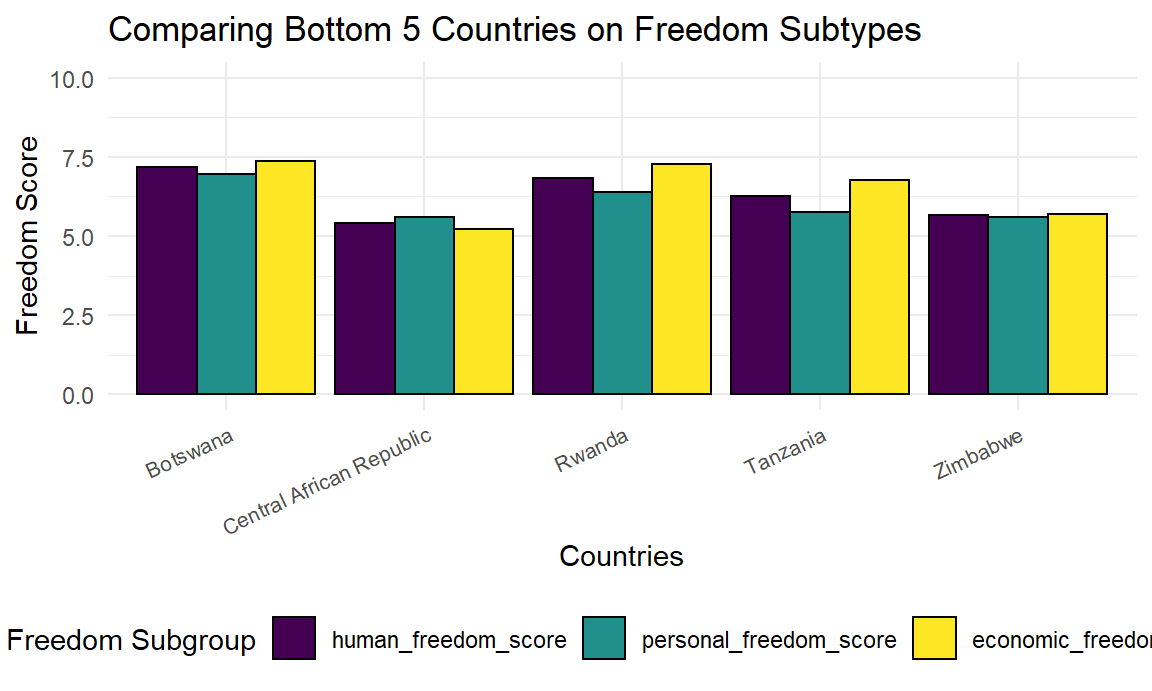 Comparing Bottom 5 Countries on Freedom Subtypes
Freedom Score
10.0
7.5
5.0
2.5
0.0
Botswana
Central African Republic
Rwanda
Tanzania
Zimbabwe
Countries
Freedom Subgroup
human_freedom_score
personal_freedom_score
economic_freedom